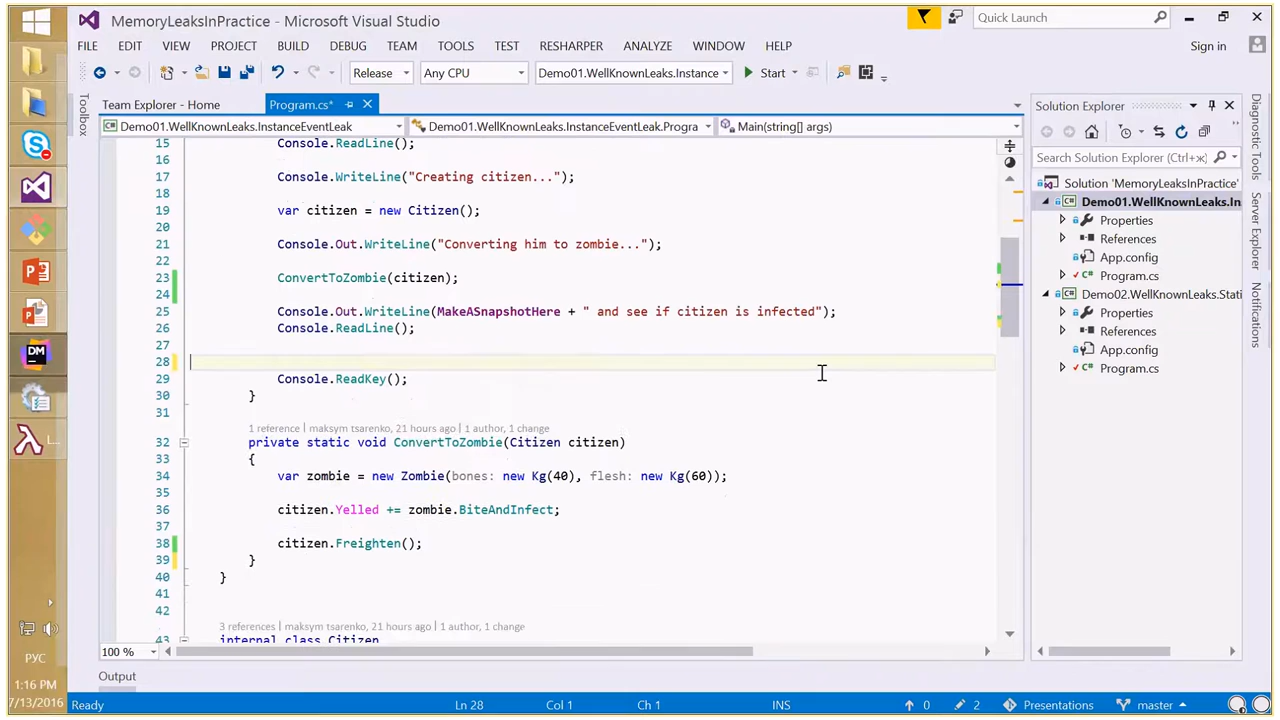 MemoryLeaksInPractice - Microsoft Visual Studio
Quick Launch
FILE EDIT VIEW PROJECT BUILD DEBUG TEAM TOOLS TEST RESHARPER ANALYZE WINDOW HELP
Sign in
Release Any CPU Demo01.WellKnownLeaks.Instance Start
Toolbox
Team Explorer - Home Program.cs*
Demo01.WellKnownLeaks.InstanceEventLeak Demo01.WellKnownLeaks.InstanceEventLeak.Progra Main(string[] args)
15 Console.ReadLine();
16
17 Console.WriteLine("Creating citizen...");
18
19 var citizen = new Citizen();
20
21 Console.Out.WriteLine("Converting him to zombie...");
22
23 ConvertToZombie(citizen);
24
25 Console.Out.WriteLine(MakeASnapshotHere + " and see if citizen is infected");
26 Console.ReadLine();
27
28
29 Console.ReadKey();
30 }
31
1 reference | maksym tsarenko, 21 hours ago | 1 author, 1 change
32 private static void ConvertToZombie(Citizen citizen)
33 {
34 var zombie = new Zombie(bones: new Kg(40), flesh: new Kg(60));
35
36 citizen.Yelled += zombie.BiteAndInfect;
37
38 citizen.Freighten();
39 }
40 }
41
42
3 references | maksym tsarenko, 21 hours ago | 1 author, 1 change
43 internal class Citizen
100 %
Output
Solution Explorer
Search Solution Explorer (Ctrl+ж)
Solution 'MemoryLeaksInPractice'
Demo01.WellKnownLeaks.In
Properties
References
App.config
Program.cs
Demo02.WellKnownLeaks.Stati
Properties
References
App.config
Program.cs
Diagnostic Tools
Server Explorer
Notifications
DM
РУС
1:16 PM
7/13/2016
Ready Ln 28 Col 1 Ch 1 INS 0 2 Presentations master